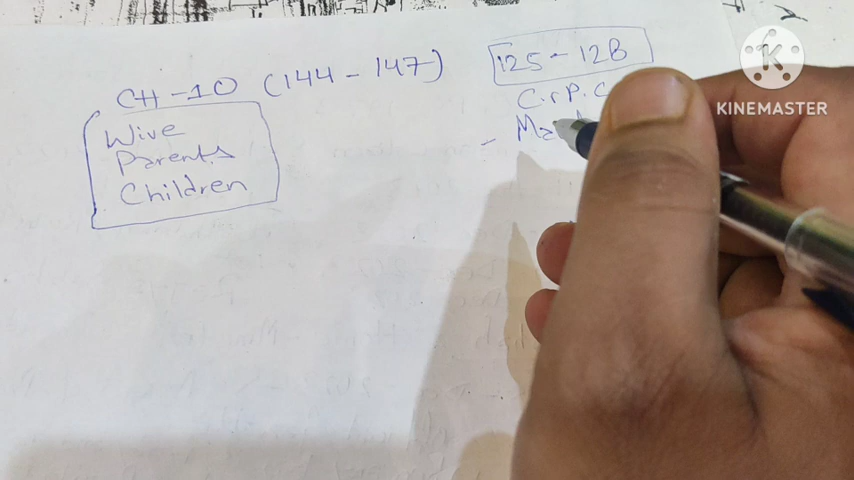 CH-10 (144-147)
Wive
Parents
Children
125-128
C.r.P.C
KINEMASTER